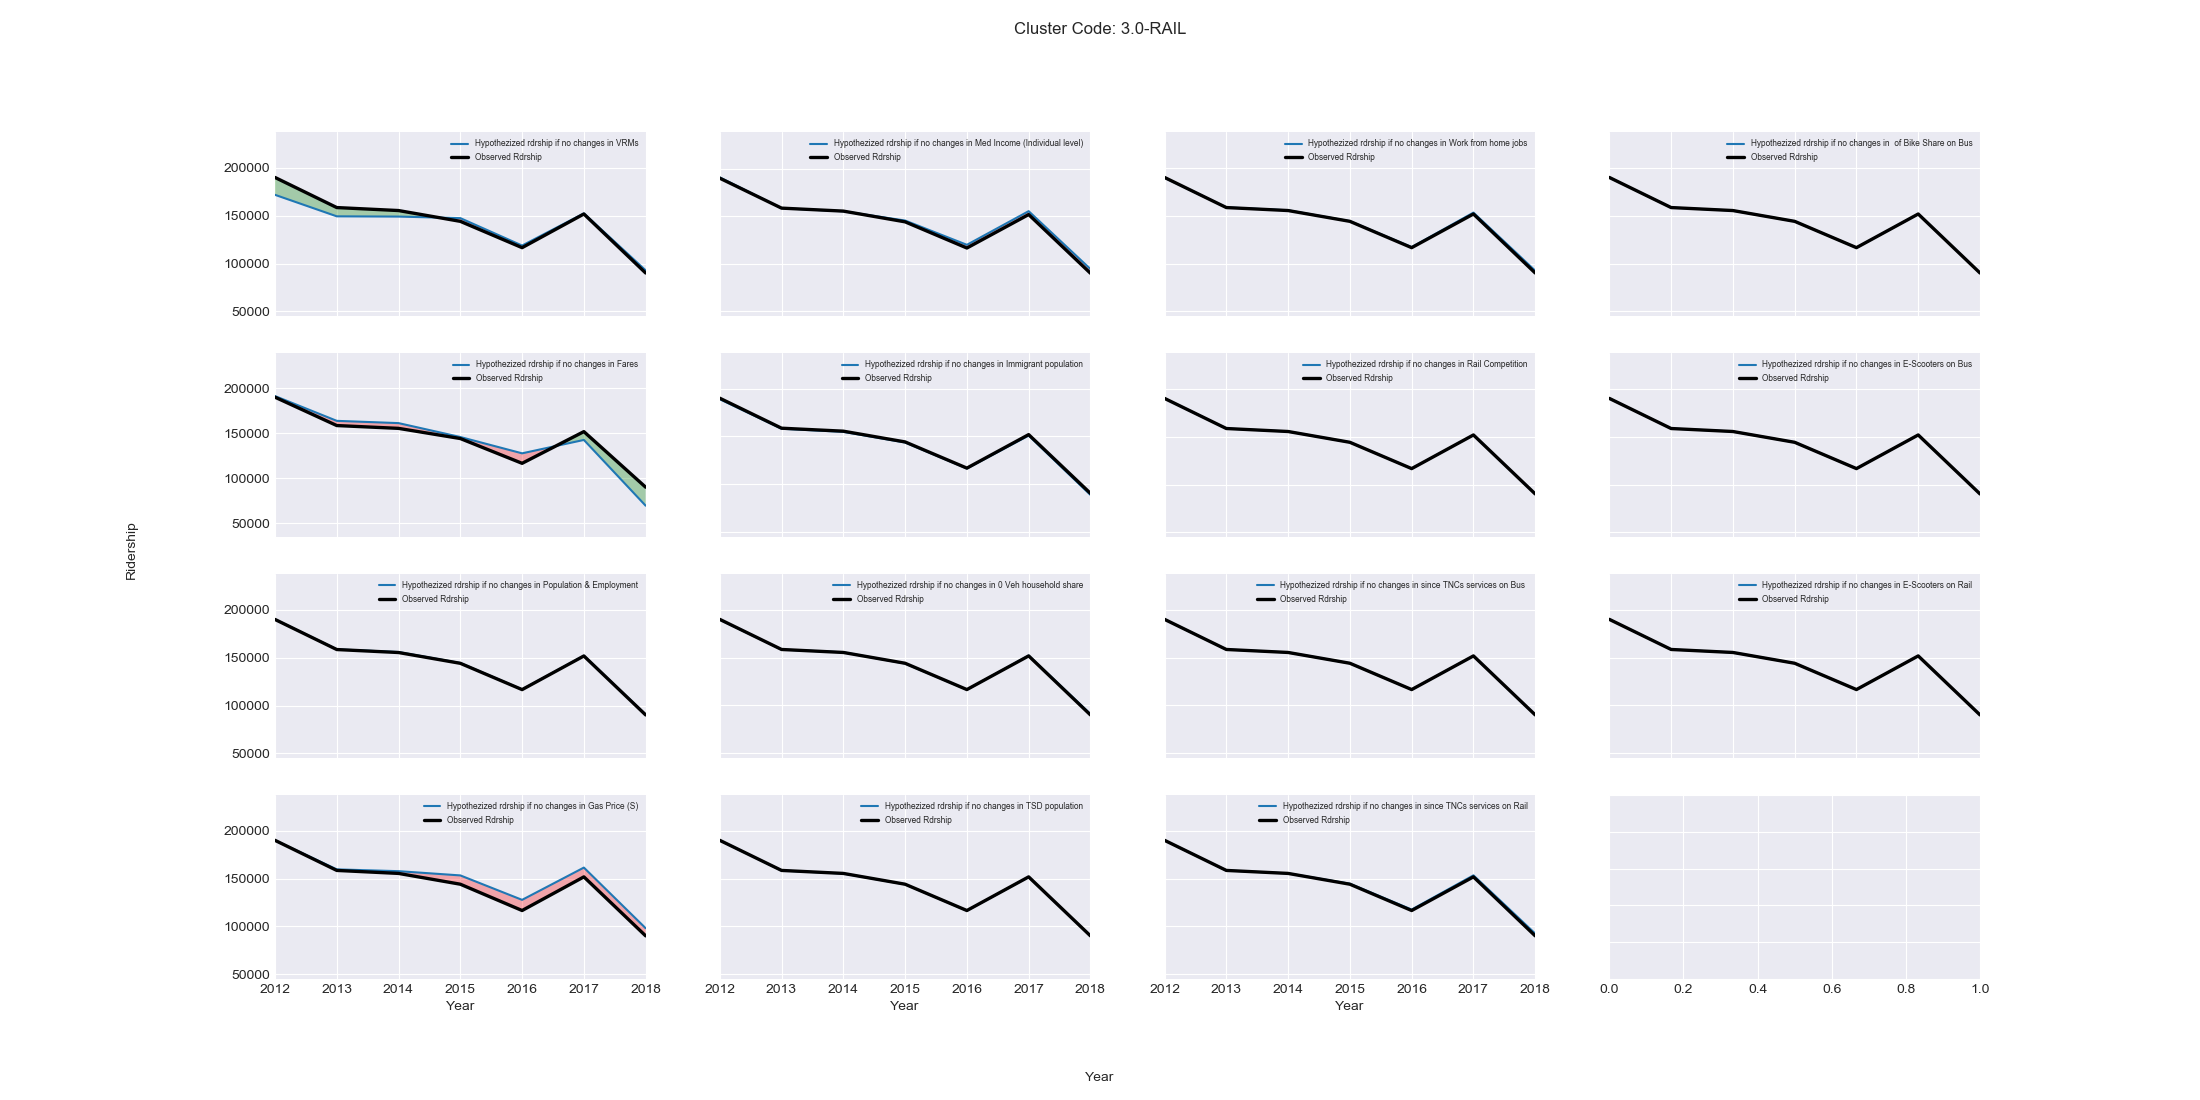 Cluster Code: 3.0-RAIL
Hypothezized rdrship if no changes in VRMs
Observed Rdrship
200000
150000
100000
50000
Hypothezized rdrship if no changes in Med Income (Individual level)
Observed Rdrship
Hypothezized rdrship if no changes in Work from home jobs
Observed Rdrship
Hypothezized rdrship if no changes in  of Bike Share on Bus
Observed Rdrship
Hypothezized rdrship if no changes in Fares
Observed Rdrship
200000
150000
100000
50000
Hypothezized rdrship if no changes in Immigrant population
Observed Rdrship
Hypothezized rdrship if no changes in Rail Competition
Observed Rdrship
Hypothezized rdrship if no changes in E-Scooters on Bus
Observed Rdrship
Ridership
Hypothezized rdrship if no changes in Population & Employment
Observed Rdrship
200000
150000
100000
50000
Hypothezized rdrship if no changes in 0 Veh household share
Observed Rdrship
Hypothezized rdrship if no changes in since TNCs services on Bus
Observed Rdrship
Hypothezized rdrship if no changes in E-Scooters on Rail
Observed Rdrship
Hypothezized rdrship if no changes in Gas Price (S)
Observed Rdrship
200000
150000
100000
50000
2012 2013 2014 2015 2016 2017 2018
Year
Hypothezized rdrship if no changes in TSD population
Observed Rdrship
2012 2013 2014 2015 2016 2017 2018
Year
Hypothezized rdrship if no changes in since TNCs services on Rail
Observed Rdrship
2012 2013 2014 2015 2016 2017 2018
Year
0.0 0.2 0.4 0.6 0.8 1.0
Year